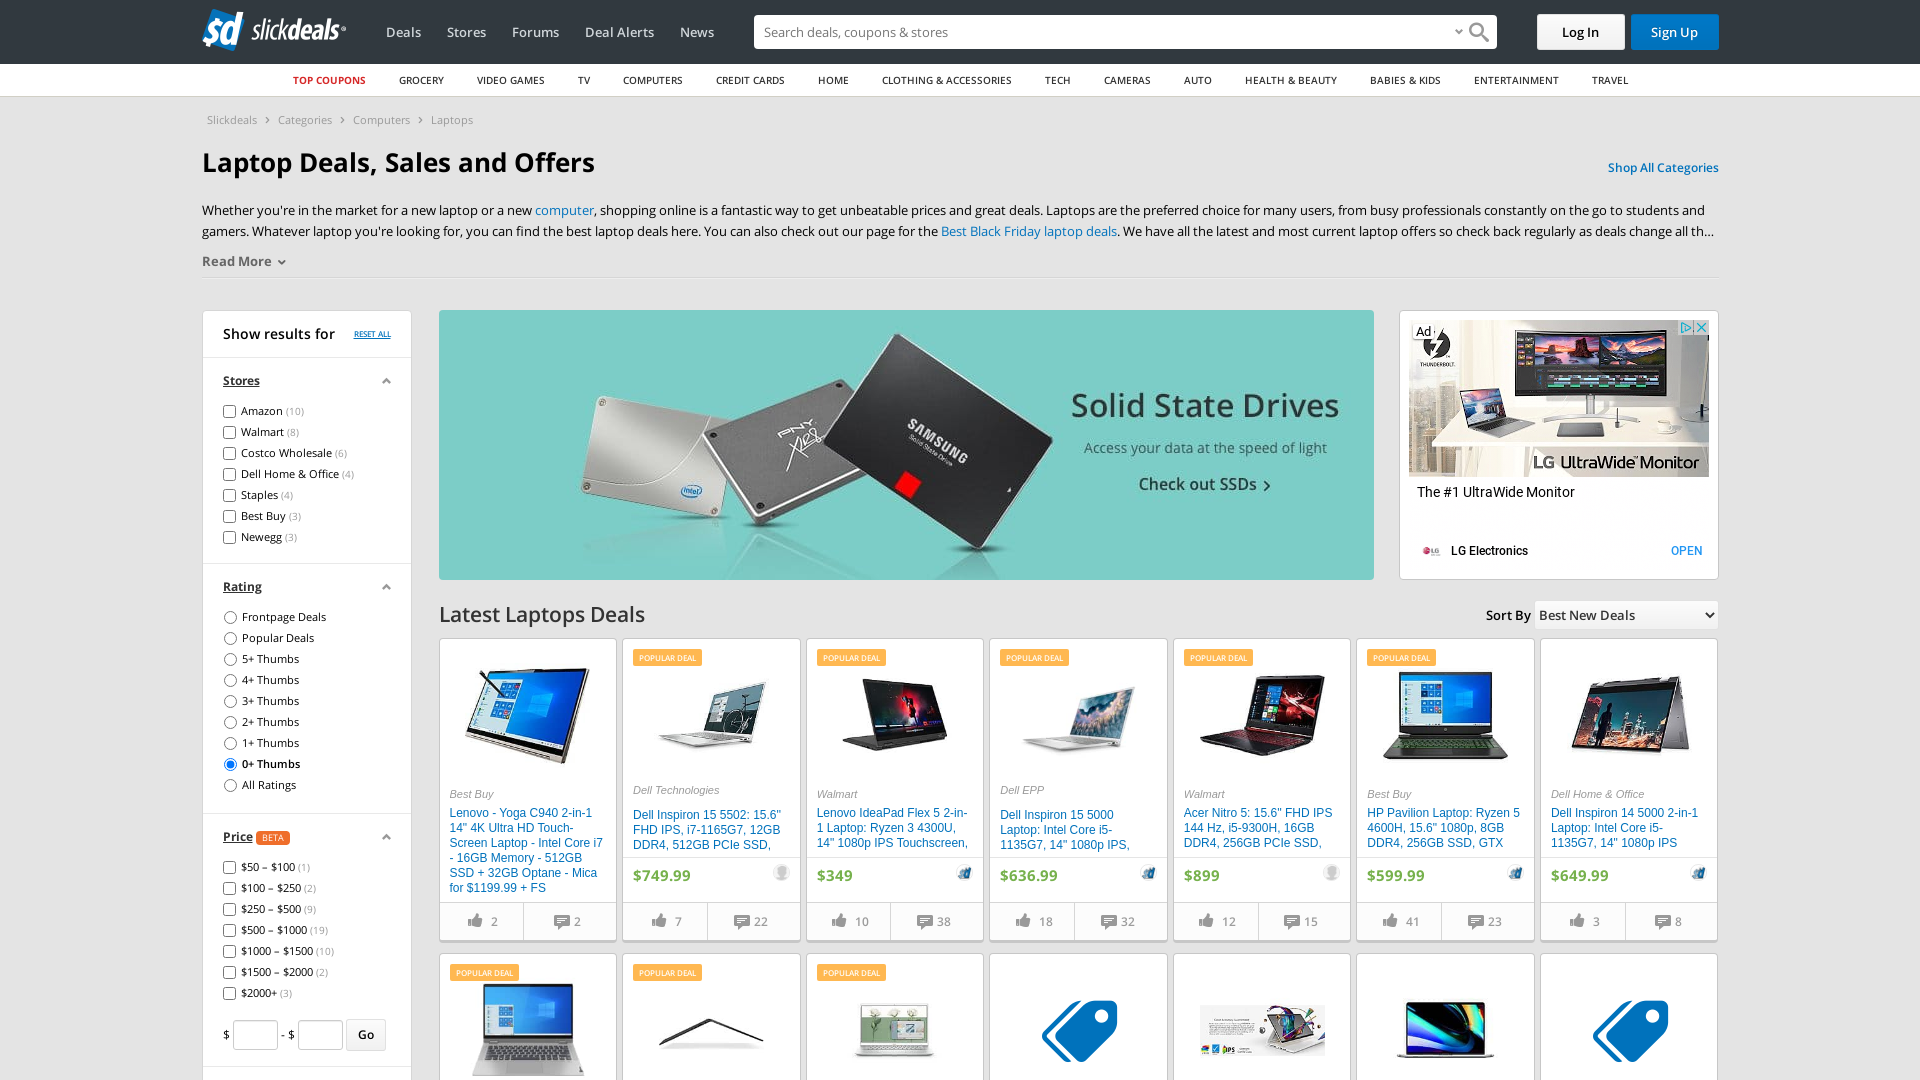 sd slickdeals
Deals Stores Forums Deal Alerts News
Search deals, coupons & stores
Log In Sign Up
TOP COUPONS GROCERY VIDEO GAMES TV COMPUTERS CREDIT CARDS HOME CLOTHING & ACCESSORIES TECH CAMERAS AUTO HEALTH & BEAUTY BABIES & KIDS ENTERTAINMENT TRAVEL
Slickdeals > Categories > Computers > Laptops
Laptop Deals, Sales and Offers
Shop All Categories
Whether you're in the market for a new laptop or a new computer, shopping online is a fantastic way to get unbeatable prices and great deals. Laptops are the preferred choice for many users, from busy professionals constantly on the go to students and
gamers. Whatever laptop you're looking for, you can find the best laptop deals here. You can also check out our page for the Best Black Friday laptop deals. We have all the latest and most current laptop offers so check back regularly as deals change all th...
Read More
Show results for RESET ALL
Stores
Amazon (10)
Walmart (8)
Costco Wholesale (6)
Dell Home & Office (4)
Staples (4)
Best Buy (3)
Newegg (3)
Rating
Frontpage Deals
Popular Deals
5+ Thumbs
4+ Thumbs
3+ Thumbs
2+ Thumbs
1+ Thumbs
0+ Thumbs
All Ratings
Price BETA
$50 – $100 (1)
$100 – $250 (2)
$250 – $500 (9)
$500 – $1000 (19)
$1000 – $1500 (10)
$1500 – $2000 (2)
$2000+ (3)
$ - $ Go
intel
PNY
XLR8
SAMSUNG
Solid State Drive
Solid State Drives
Access your data at the speed of light
Check out SSDs >
Ad
THUNDERBOLT
LG UltraWide™ Monitor
The #1 UltraWide Monitor
LG Electronics
OPEN
Latest Laptops Deals
Sort By Best New Deals
Best Buy
Lenovo - Yoga C940 2-in-1
14" 4K Ultra HD Touch-
Screen Laptop - Intel Core i7
- 16GB Memory - 512GB
SSD + 32GB Optane - Mica
for $1199.99 + FS
2 2
POPULAR DEAL
Dell Technologies
Dell Inspiron 15 5502: 15.6"
FHD IPS, i7-1165G7, 12GB
DDR4, 512GB PCIe SSD,
$749.99
7 22
POPULAR DEAL
Walmart
Lenovo IdeaPad Flex 5 2-in-
1 Laptop: Ryzen 3 4300U,
14" 1080p IPS Touchscreen,
$349
10 38
POPULAR DEAL
Dell EPP
Dell Inspiron 15 5000
Laptop: Intel Core i5-
1135G7, 14" 1080p IPS,
$636.99
18 32
POPULAR DEAL
Walmart
Acer Nitro 5: 15.6" FHD IPS
144 Hz, i5-9300H, 16GB
DDR4, 256GB PCIe SSD,
$899
12 15
POPULAR DEAL
Best Buy
HP Pavilion Laptop: Ryzen 5
4600H, 15.6" 1080p, 8GB
DDR4, 256GB SSD, GTX
$599.99
41 23
Dell Home & Office
Dell Inspiron 14 5000 2-in-1
Laptop: Intel Core i5-
1135G7, 14" 1080p IPS
$649.99
3 8
POPULAR DEAL
POPULAR DEAL
POPULAR DEAL
IPS